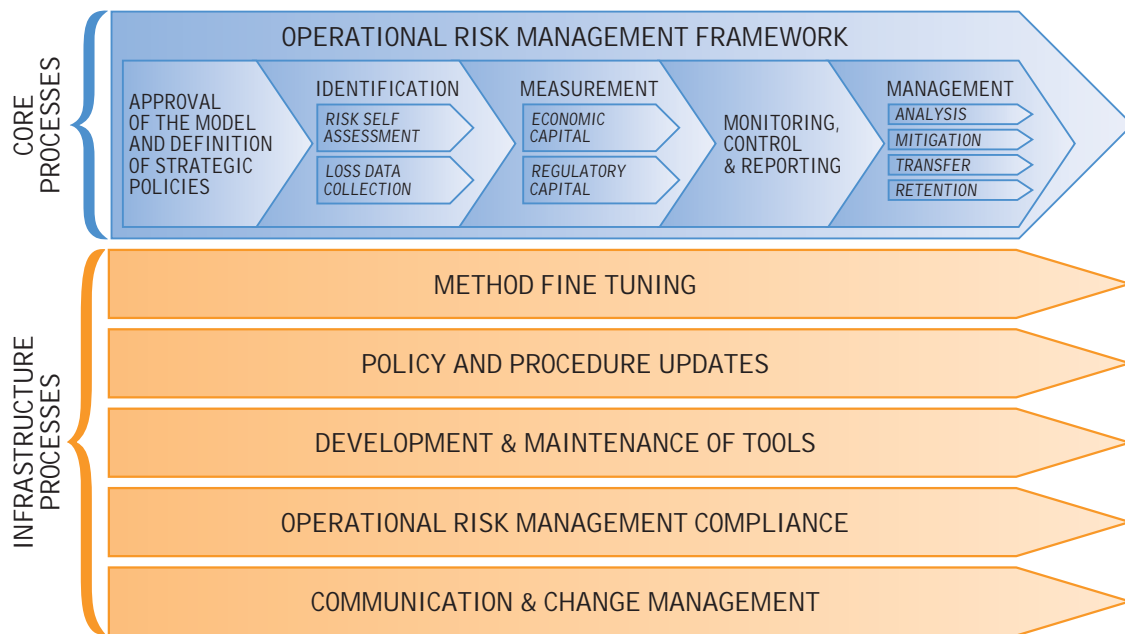 CORE
PROCESSES
OPERATIONAL RISK MANAGEMENT FRAMEWORK
APPROVAL
OF THE MODEL
AND DEFINITION
OF STRATEGIC
POLICIES
IDENTIFICATION
RISK SELF
ASSESSMENT
LOSS DATA
COLLECTION
MEASUREMENT
ECONOMIC
CAPITAL
REGULATORY
CAPITAL
MONITORING,
CONTROL
& REPORTING
MANAGEMENT
ANALYSIS
MITIGATION
TRANSFER
RETENTION
INFRASTRUCTURE
PROCESSES
METHOD FINE TUNING
POLICY AND PROCEDURE UPDATES
DEVELOPMENT & MAINTENANCE OF TOOLS
OPERATIONAL RISK MANAGEMENT COMPLIANCE
COMMUNICATION & CHANGE MANAGEMENT